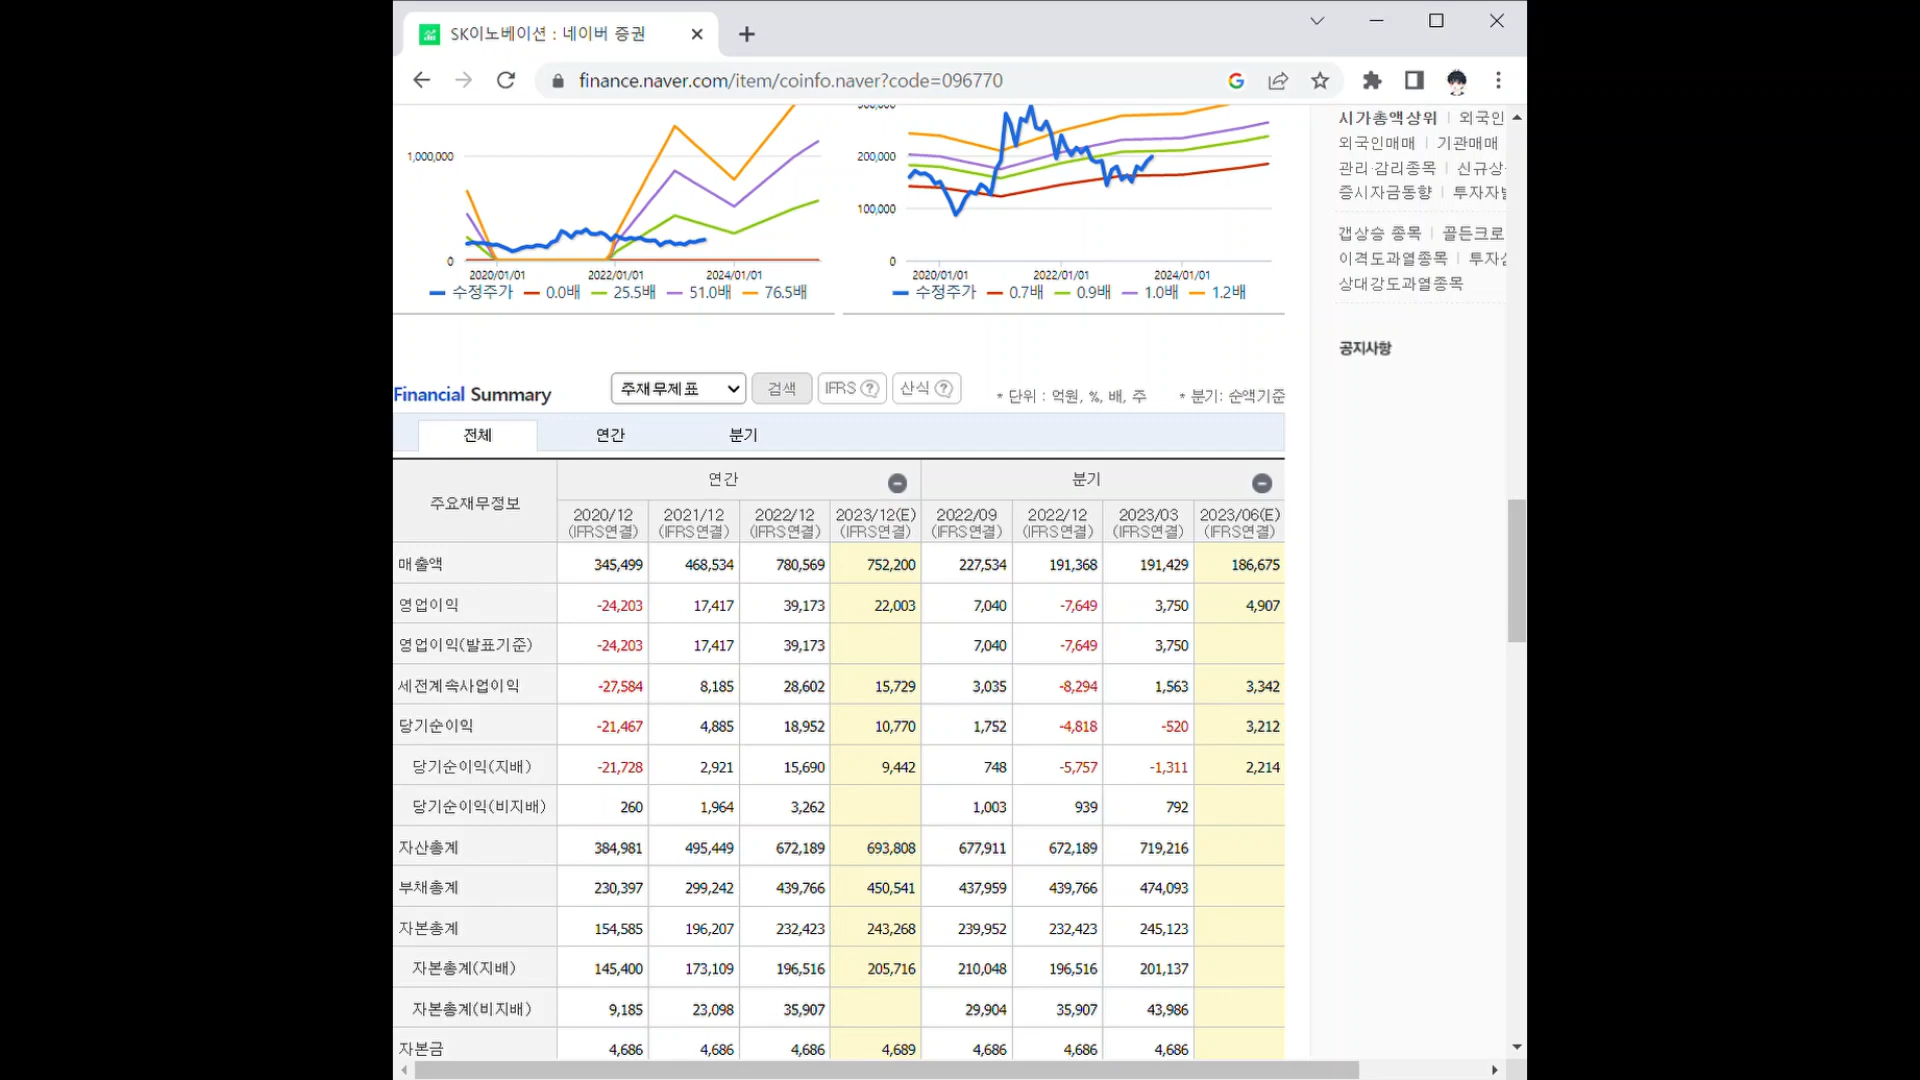 SK이노베이션 : 네이버 증권
finance.naver.com/item/coinfo.naver?code=096770
1,000,000
0
2020/01/01 2022/01/01 2024/01/01
수정주가 0.0배 25.5배 51.0배 76.5배
300,000
200,000
100,000
0
2020/01/01 2022/01/01 2024/01/01
수정주가 0.7배 0.9배 1.0배 1.2배
시가총액상위 외국인
외국인매매 기관매매
관리·감리종목 신규상
증시자금동향 투자자별
갭상승 종목 골든크로
이격도과열종목 투자심
상대강도과열종목
공지사항
Financial Summary 주재무제표 검색 IFRS ? 산식 ? * 단위 : 억원, %, 배, 주 * 분기: 순액기준
전체 연간 분기
주요재무정보 연간 분기
2020/12 2021/12 2022/12 2023/12(E) 2022/09 2022/12 2023/03 2023/06(E)
(IFRS연결) (IFRS연결) (IFRS연결) (IFRS연결) (IFRS연결) (IFRS연결) (IFRS연결) (IFRS연결)
매출액 345,499 468,534 780,569 752,200 227,534 191,368 191,429 186,675
영업이익 -24,203 17,417 39,173 22,003 7,040 -7,649 3,750 4,907
영업이익(발표기준) -24,203 17,417 39,173 7,040 -7,649 3,750
세전계속사업이익 -27,584 8,185 28,602 15,729 3,035 -8,294 1,563 3,342
당기순이익 -21,467 4,885 18,952 10,770 1,752 -4,818 -520 3,212
당기순이익(지배) -21,728 2,921 15,690 9,442 748 -5,757 -1,311 2,214
당기순이익(비지배) 260 1,964 3,262 1,003 939 792
자산총계 384,981 495,449 672,189 693,808 677,911 672,189 719,216
부채총계 230,397 299,242 439,766 450,541 437,959 439,766 474,093
자본총계 154,585 196,207 232,423 243,268 239,952 232,423 245,123
자본총계(지배) 145,400 173,109 196,516 205,716 210,048 196,516 201,137
자본총계(비지배) 9,185 23,098 35,907 29,904 35,907 43,986
자본금 4,686 4,686 4,686 4,689 4,686 4,686 4,686